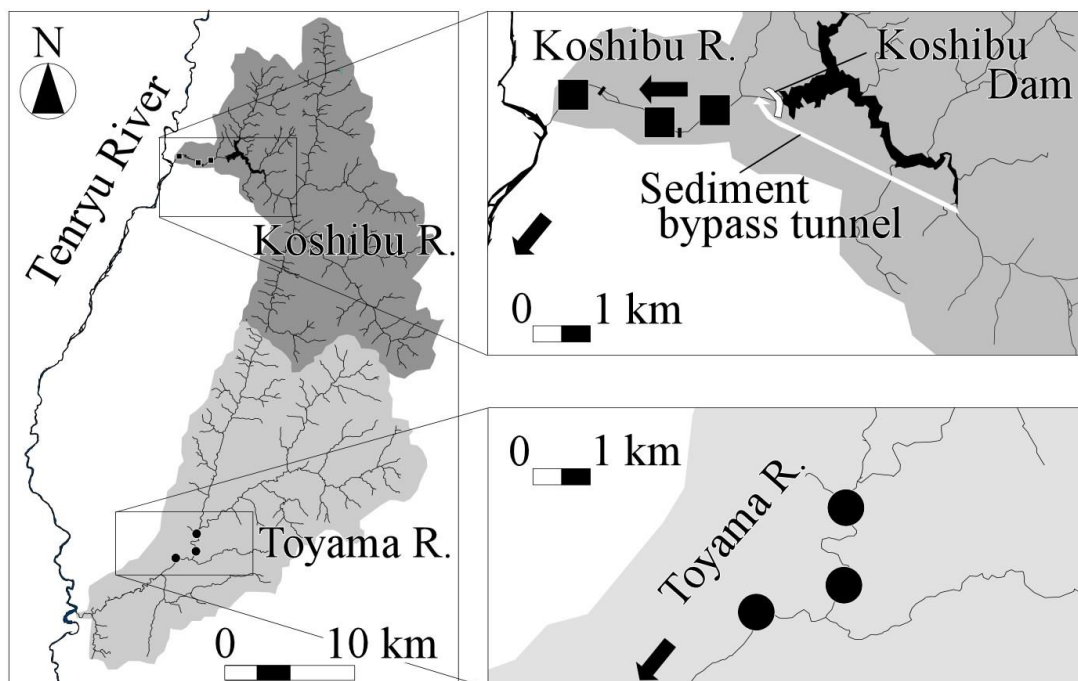 N
Tenryu River
Koshibu R.
Toyama R.
0 10 km
Koshibu R.
Koshibu
Dam
Sediment
bypass tunnel
0 1 km
0 1 km
Toyama R.